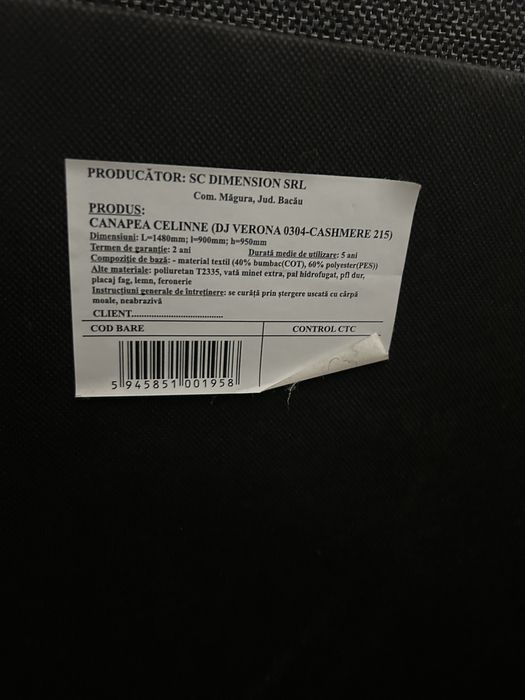 PRODUCĂTOR: SC DIMENSION SRL
Com. Măgura, Jud. Bacău
PRODUS:
CANAPEA CELINNE (DJ VERONA 0304-CASHMERE 215)
Dimensiuni: L=1480mm; l=900mm; h=950mm
Termen de garanție: 2 ani Durată medie de utilizare: 5 ani
Compoziție de bază: - material textil (40% bumbac(COT), 60% polyester(PES))
Alte materiale: poliuretan T2335, vată minet extra, pal hidrofugat, pfl dur,
placaj fag, lemn, feronerie
Instrucțiuni generale de întreținere: se curăță prin ștergere uscată cu cârpă
moale, neabrazivă
CLIENT....................................
COD BARE CONTROL CTC
5 945851 001958